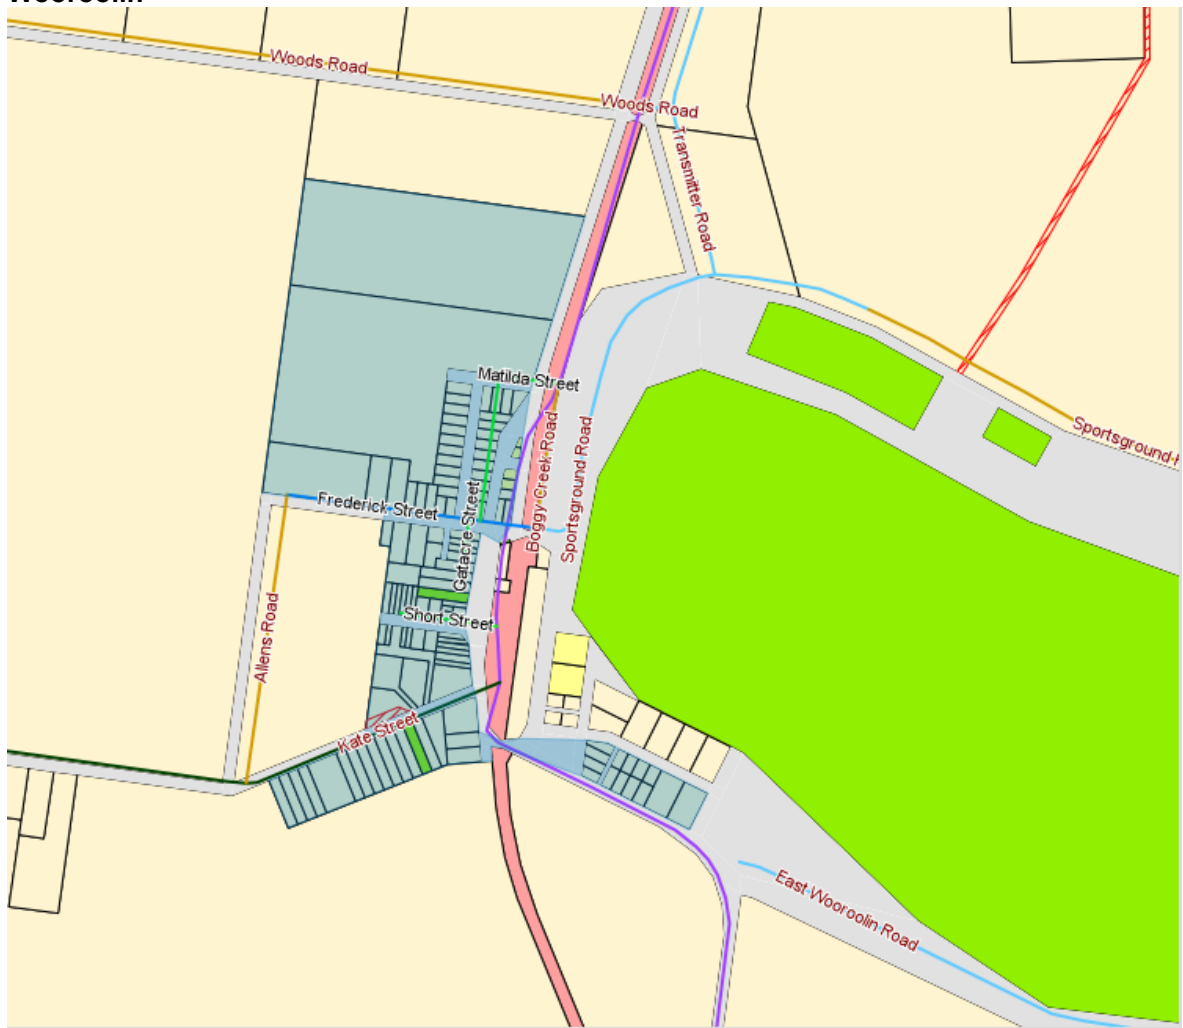 Wooroolin
Woods Road
Woods Road
Transmitter Road
Matilda Street
Sportsground
Boggy Creek Road
Sportsground Road
Frederick Street
Gatacre Street
Allens Road
Short Street
Kate Street
East Wooroolin Road